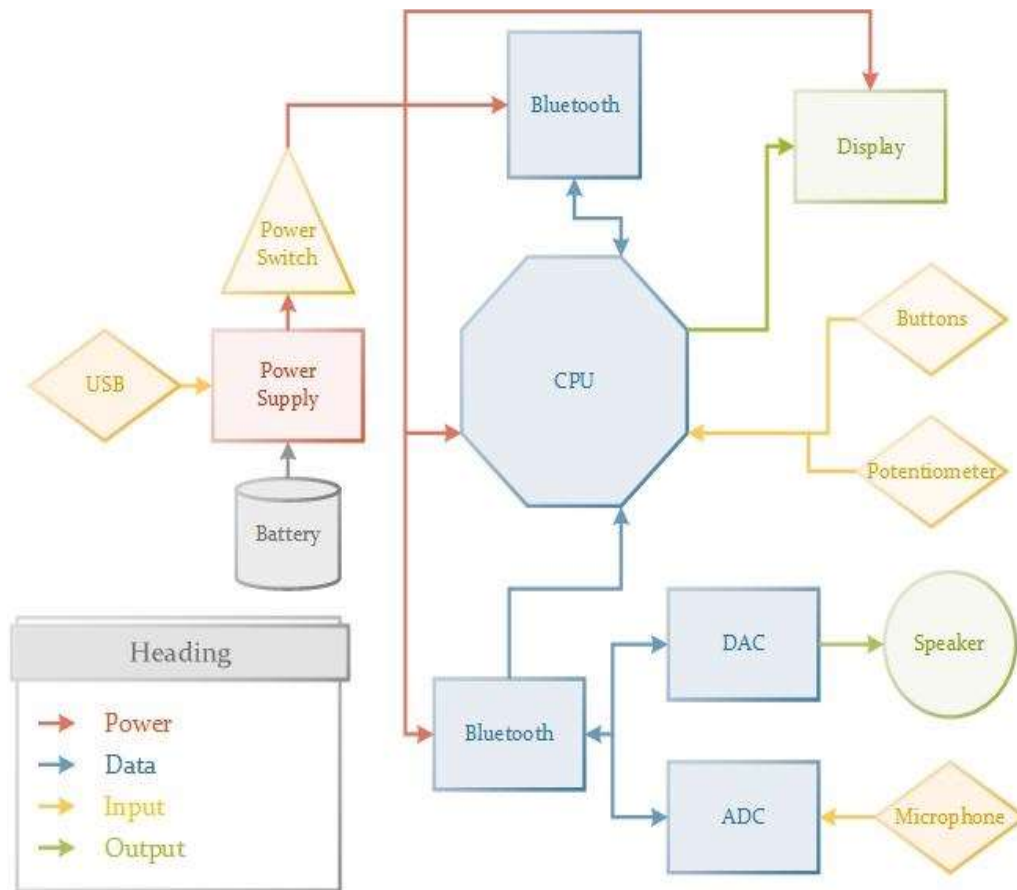 Bluetooth
Display
Power
Switch
Buttons
USB
Power
Supply
CPU
Potentiometer
Battery
Heading
Power
Data
Input
Output
DAC
Speaker
Bluetooth
ADC
Microphone